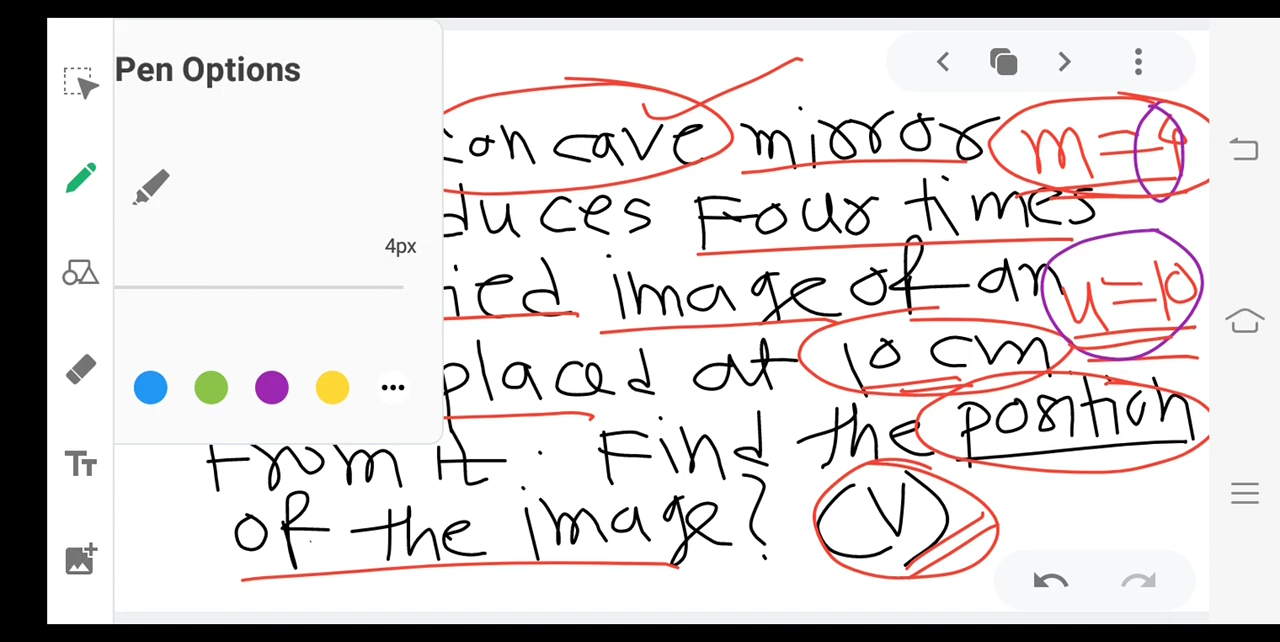 Pen Options
concave mirror m=4
duces Four times
4px
ied image of an u=10
placed at 10 cm
From it. Find the position
of the image? (V)